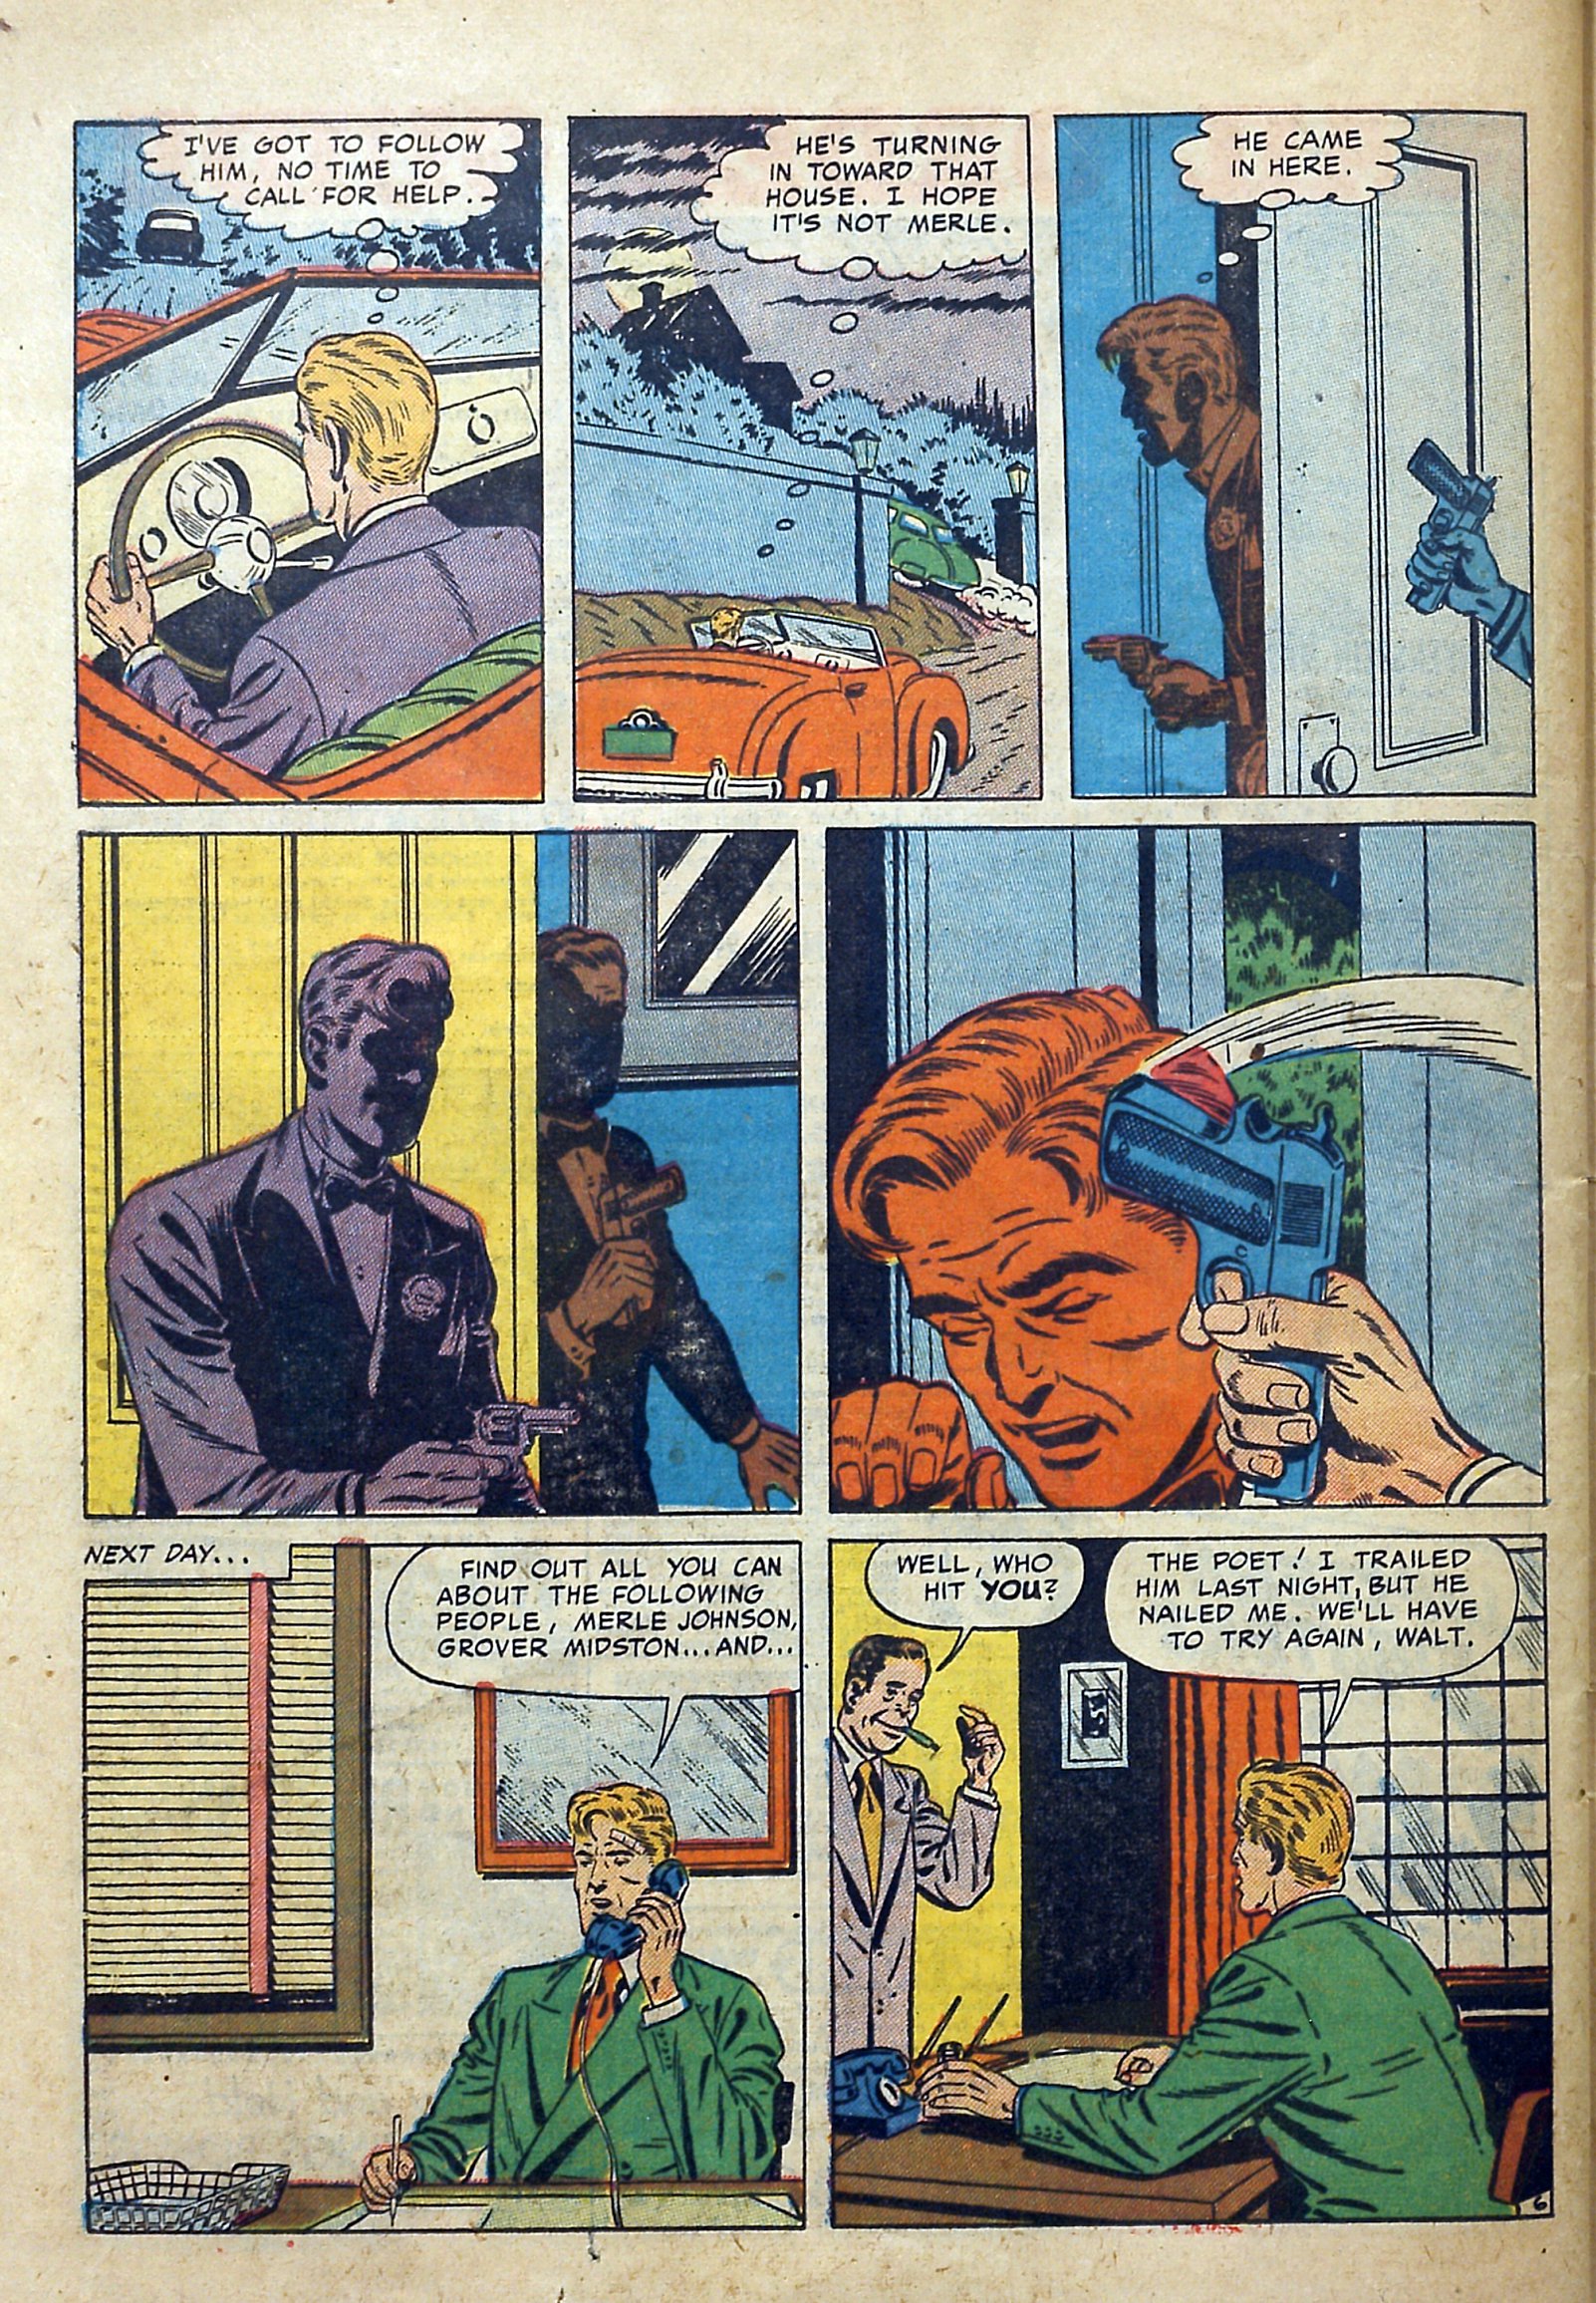 I'VE GOT TO FOLLOW
HIM, NO TIME TO
CALL FOR HELP.
HE'S TURNING
IN TOWARD THAT
HOUSE. I HOPE
IT'S NOT MERLE.
HE CAME
IN HERE.
NEXT DAY...
FIND OUT ALL YOU CAN
ABOUT THE FOLLOWING
PEOPLE, MERLE JOHNSON,
GROVER MIDSTON...AND...
WELL, WHO
HIT YOU?
THE POET! I TRAILED
HIM LAST NIGHT, BUT HE
NAILED ME. WE'LL HAVE
TO TRY AGAIN, WALT.
6